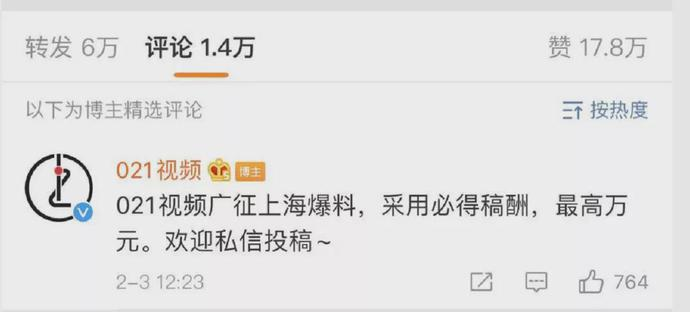 转发 6万 评论 1.4万 赞 17.8万
以下为博主精选评论 按热度
021视频 博主
021视频广征上海爆料，采用必得稿酬，最高万
元。欢迎私信投稿~
2-3 12:23 764